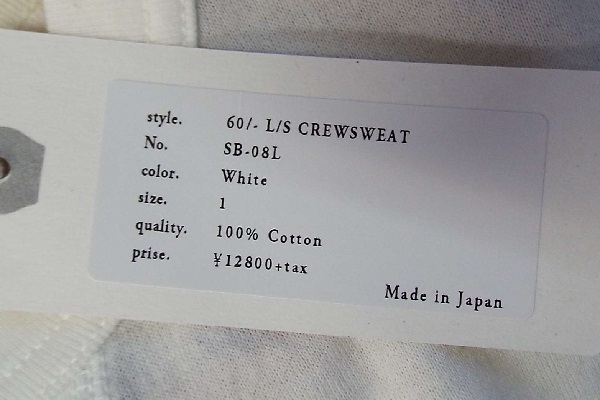 style. 60/- L/S CREWSWEAT
No. SB-08L
color. White
size. 1
quality. 100% Cotton
prise. ¥12800+tax
Made in Japan